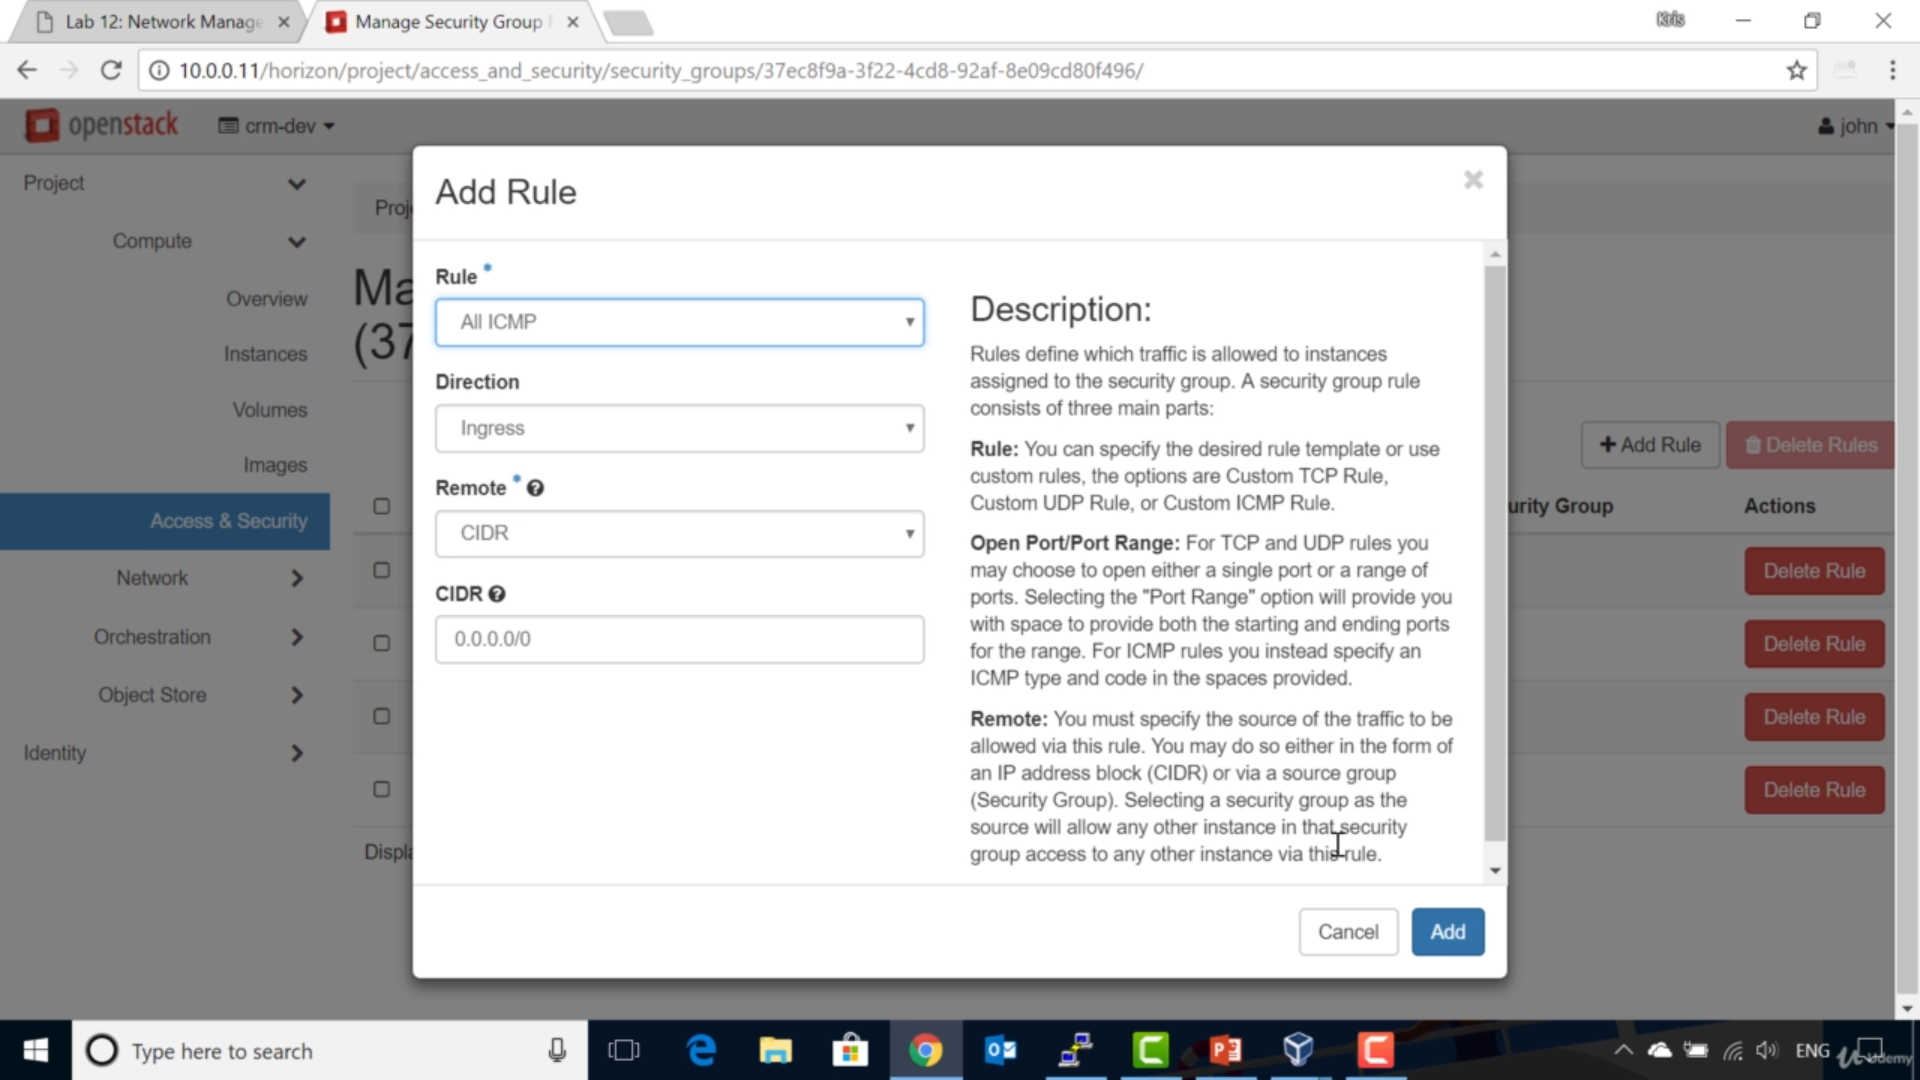 Lab 12: Network Manage
Manage Security Group
Kris
10.0.0.11/horizon/project/access_and_security/security_groups/37ec8f9a-3f22-4cd8-92af-8e09cd80f496/
openstack
crm-dev
john
Project
Compute
Overview
Instances
Volumes
Images
Access & Security
Network
Orchestration
Object Store
Identity
Proj
Ma
(37
Add Rule
Delete Rules
urity Group
Actions
Delete Rule
Delete Rule
Delete Rule
Delete Rule
Displa
Add Rule
Rule *
All ICMP
Direction
Ingress
Remote *
CIDR
CIDR
0.0.0.0/0
Description:
Rules define which traffic is allowed to instances
assigned to the security group. A security group rule
consists of three main parts:
Rule: You can specify the desired rule template or use
custom rules, the options are Custom TCP Rule,
Custom UDP Rule, or Custom ICMP Rule.
Open Port/Port Range: For TCP and UDP rules you
may choose to open either a single port or a range of
ports. Selecting the "Port Range" option will provide you
with space to provide both the starting and ending ports
for the range. For ICMP rules you instead specify an
ICMP type and code in the spaces provided.
Remote: You must specify the source of the traffic to be
allowed via this rule. You may do so either in the form of
an IP address block (CIDR) or via a source group
(Security Group). Selecting a security group as the
source will allow any other instance in that security
group access to any other instance via this rule.
Cancel
Add
Type here to search
ENG
Udemy